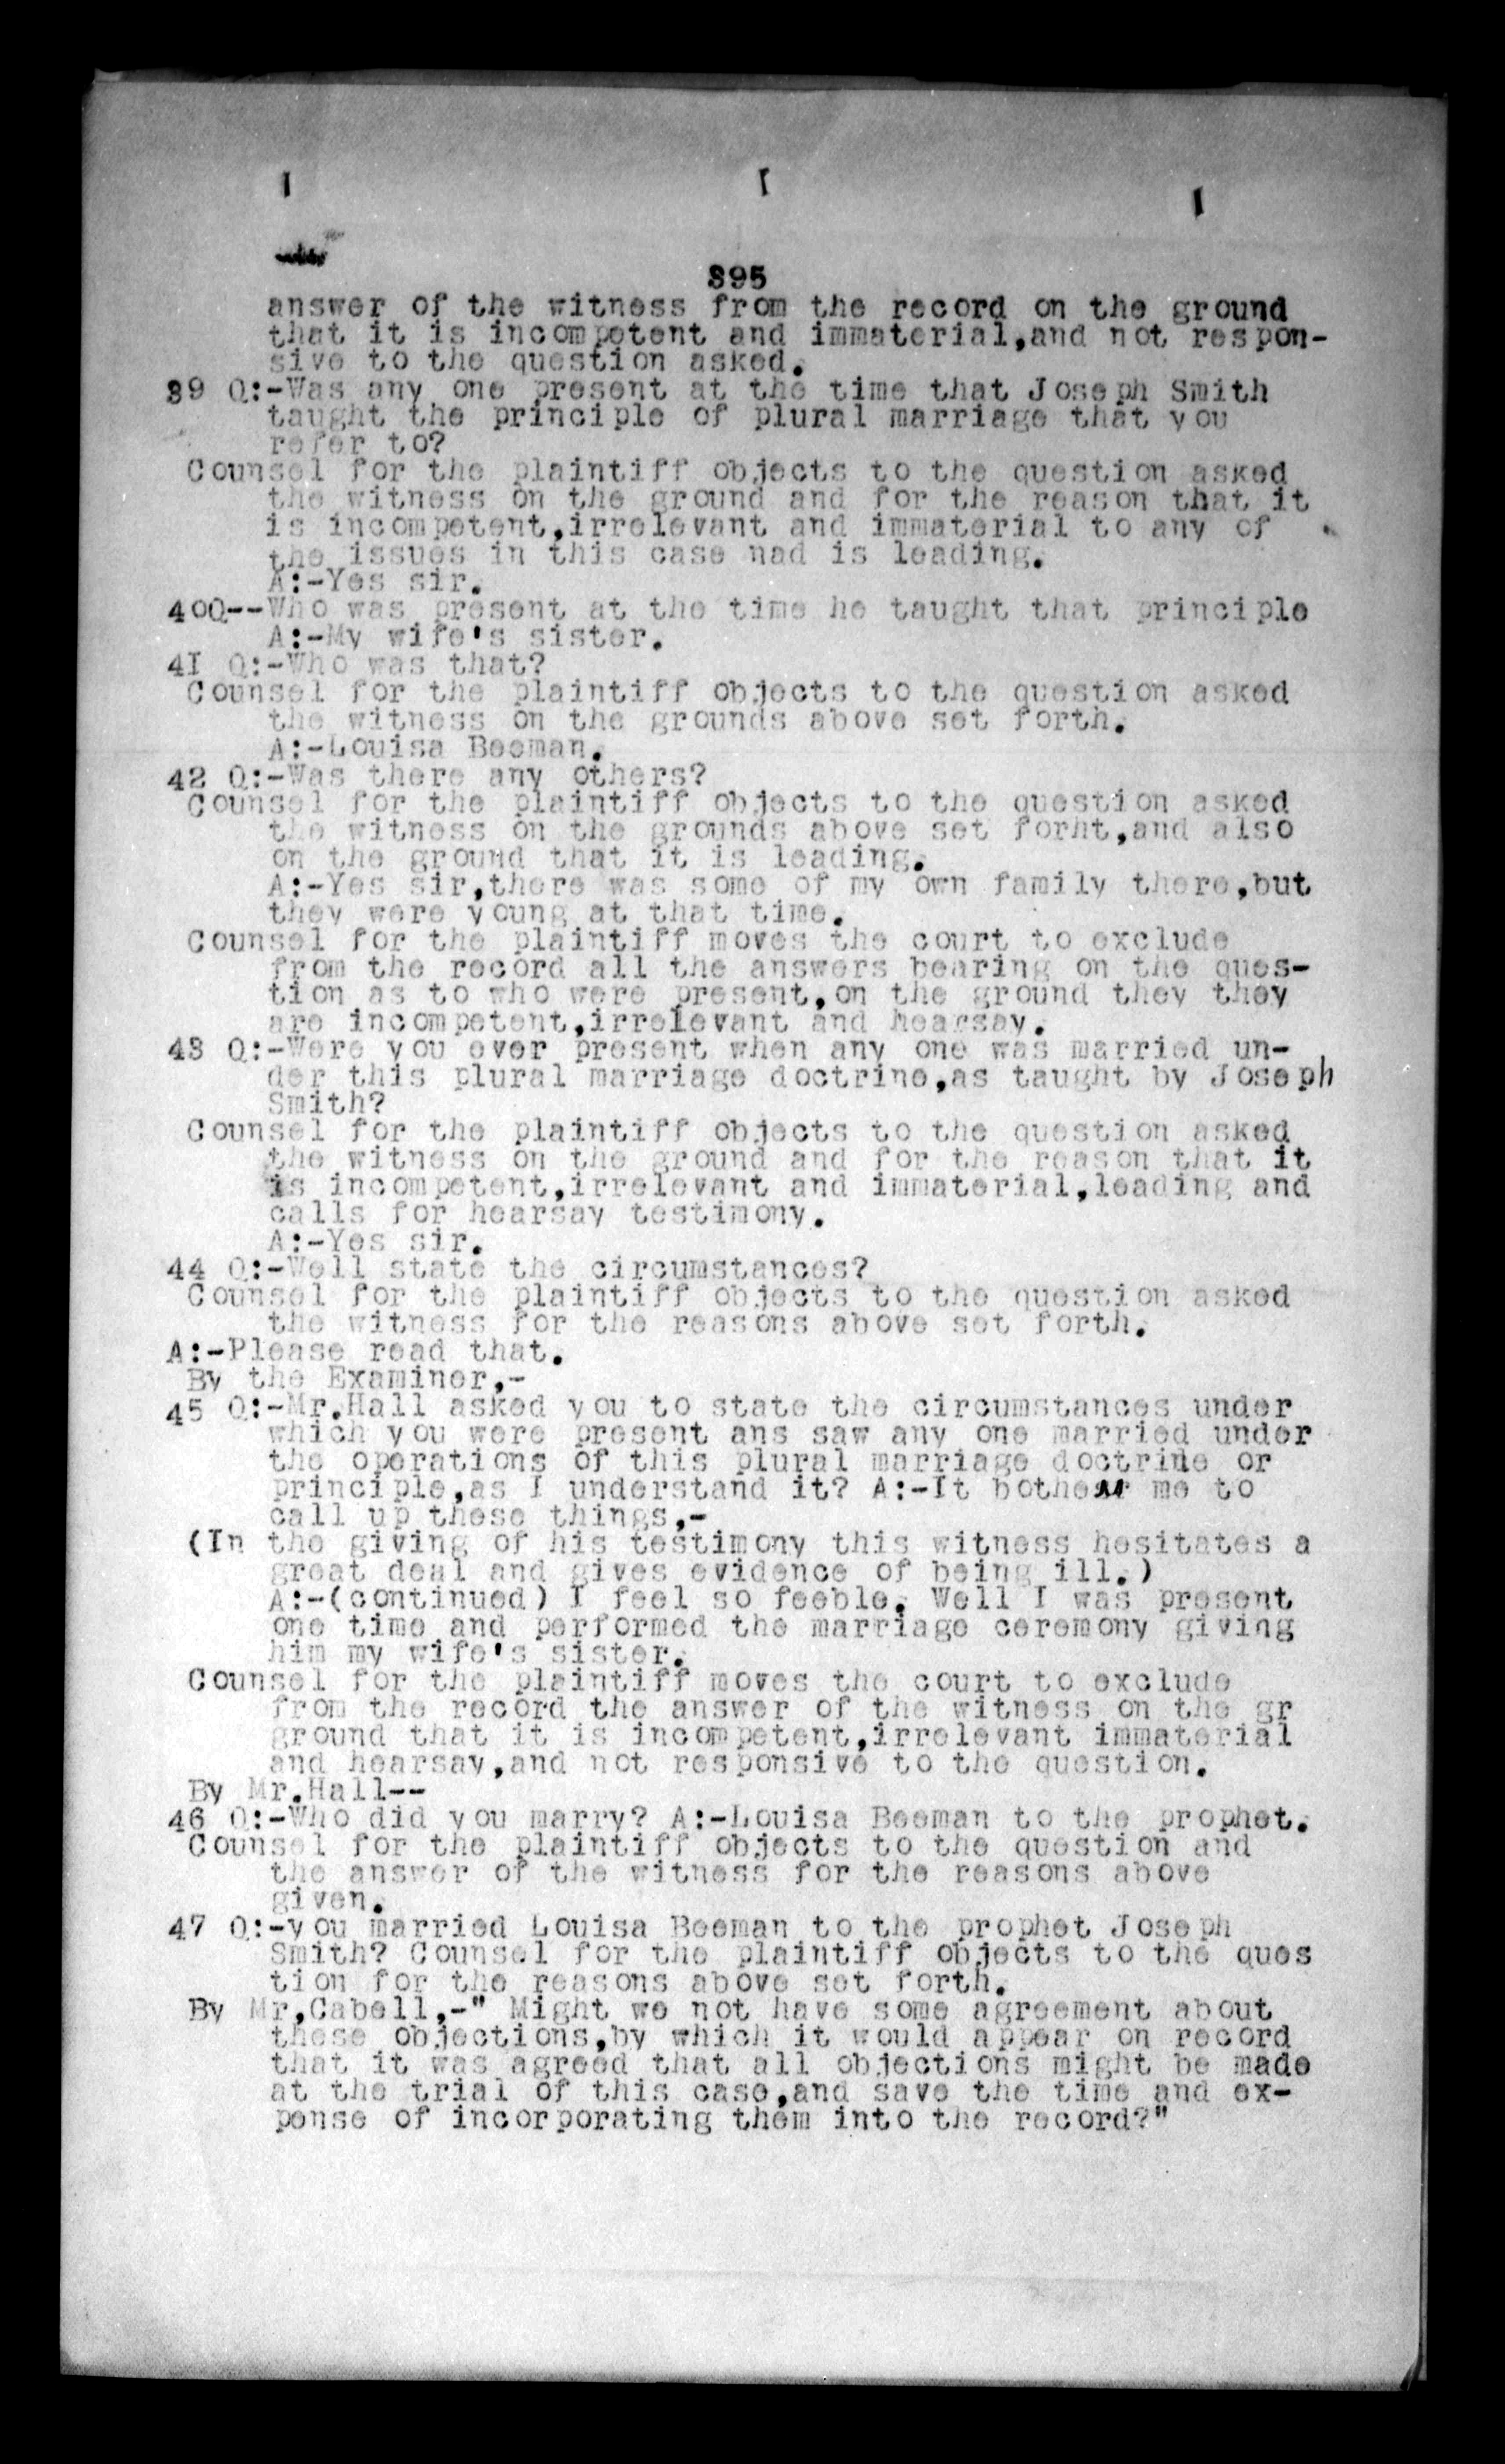 395
answer of the witness from the record on the ground
that it is incompetent and immaterial,and not respon-
sive to the question asked.
39 Q:-Was any one present at the time that Joseph Smith
taught the principle of plural marriage that you
refer to?
Counsel for the plaintiff objects to the question asked
the witness on the ground and for the reason that it
is incompetent,irrelevant and immaterial to any of
the issues in this case nad is leading.
A:-Yes sir.
40Q--Who was present at the time he taught that principle
A:-My wife's sister.
41 Q:-Who was that?
Counsel for the plaintiff objects to the question asked
the witness on the grounds above set forth.
A:-Louisa Beeman.
42 Q:-Was there any others?
Counsel for the plaintiff objects to the question asked
the witness on the grounds above set forht,and also
on the ground that it is leading.
A:-Yes sir,there was some of my own family there,but
they were young at that time.
Counsel for the plaintiff moves the court to exclude
from the record all the answers bearing on the ques-
tion as to who were present,on the ground they they
are incompetent,irrelevant and hearsay.
43 Q:-Were you ever present when any one was married un-
der this plural marriage doctrine,as taught by Joseph
Smith?
Counsel for the plaintiff objects to the question asked
the witness on the ground and for the reason that it
is incompetent,irrelevant and immaterial,leading and
calls for hearsay testimony.
A:-Yes sir.
44 Q:-Well state the circumstances?
Counsel for the plaintiff objects to the question asked
the witness for the reasons above set forth.
A:-Please read that.
By the Examiner,-
45 Q:-Mr.Hall asked you to state the circumstances under
which you were present ans saw any one married under
the operations of this plural marriage doctrine or
principle,as I understand it? A:-It me to
call up these things,-
(In the giving of his testimony this witness hesitates a
great deal and gives evidence of being ill.)
A:-(continued) I feel so feeble. Well I was present
one time and performed the marriage ceremony giving
him my wife's sister.
Counsel for the plaintiff moves the court to exclude
from the record the answer of the witness on the gr
ground that it is incompetent,irrelevant immaterial
and hearsay,and not responsive to the question.
By Mr.Hall--
46 Q:-Who did you marry? A:-Louisa Beeman to the prophet.
Counsel for the plaintiff objects to the question and
the answer of the witness for the reasons above
given.
47 Q:-you married Louisa Beeman to the prophet Joseph
Smith? Counsel for the plaintiff objects to the ques
tion for the reasons above set forth.
By Mr,Cabell,-" Might we not have some agreement about
these objections,by which it would appear on record
that it was agreed that all objections might be made
at the trial of this case,and save the time and ex-
pense of incorporating them into the record?"